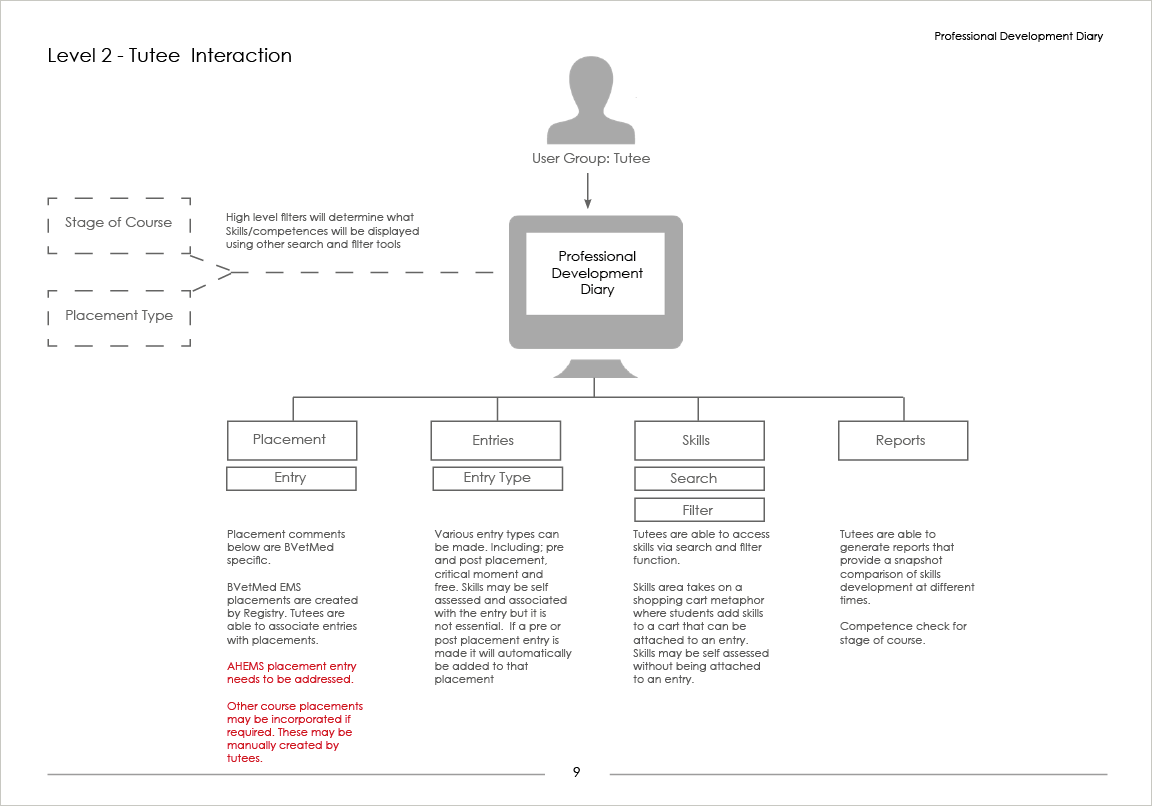 Professional Development Diary
Level 2 - Tutee  Interaction
User Group: Tutee
Stage of Course
Placement Type
High level filters will determine what
Skills/competences will be displayed
using other search and filter tools
Professional
Development
Diary
Placement
Entry
Entries
Entry Type
Skills
Search
Filter
Reports
Placement comments
below are BVetMed
specific.
BVetMed EMS
placements are created
by Registry. Tutees are
able to associate entries
with placements.
AHEMS placement entry
needs to be addressed.
Other course placements
may be incorporated if
required. These may be
manually created by
tutees.
Various entry types can
be made. Including; pre
and post placement,
critical moment and
free. Skills may be self
assessed and associated
with the entry but it is
not essential.  If a pre or
post placement entry is
made it will automatically
be added to that
placement
Tutees are able to access
skills via search and filter
function.
Skills area takes on a
shopping cart metaphor
where students add skills
to a cart that can be
attached to an entry.
Skills may be self assessed
without being attached
to an entry.
Tutees are able to
generate reports that
provide a snapshot
comparison of skills
development at different
times.
Competence check for
stage of course.
9